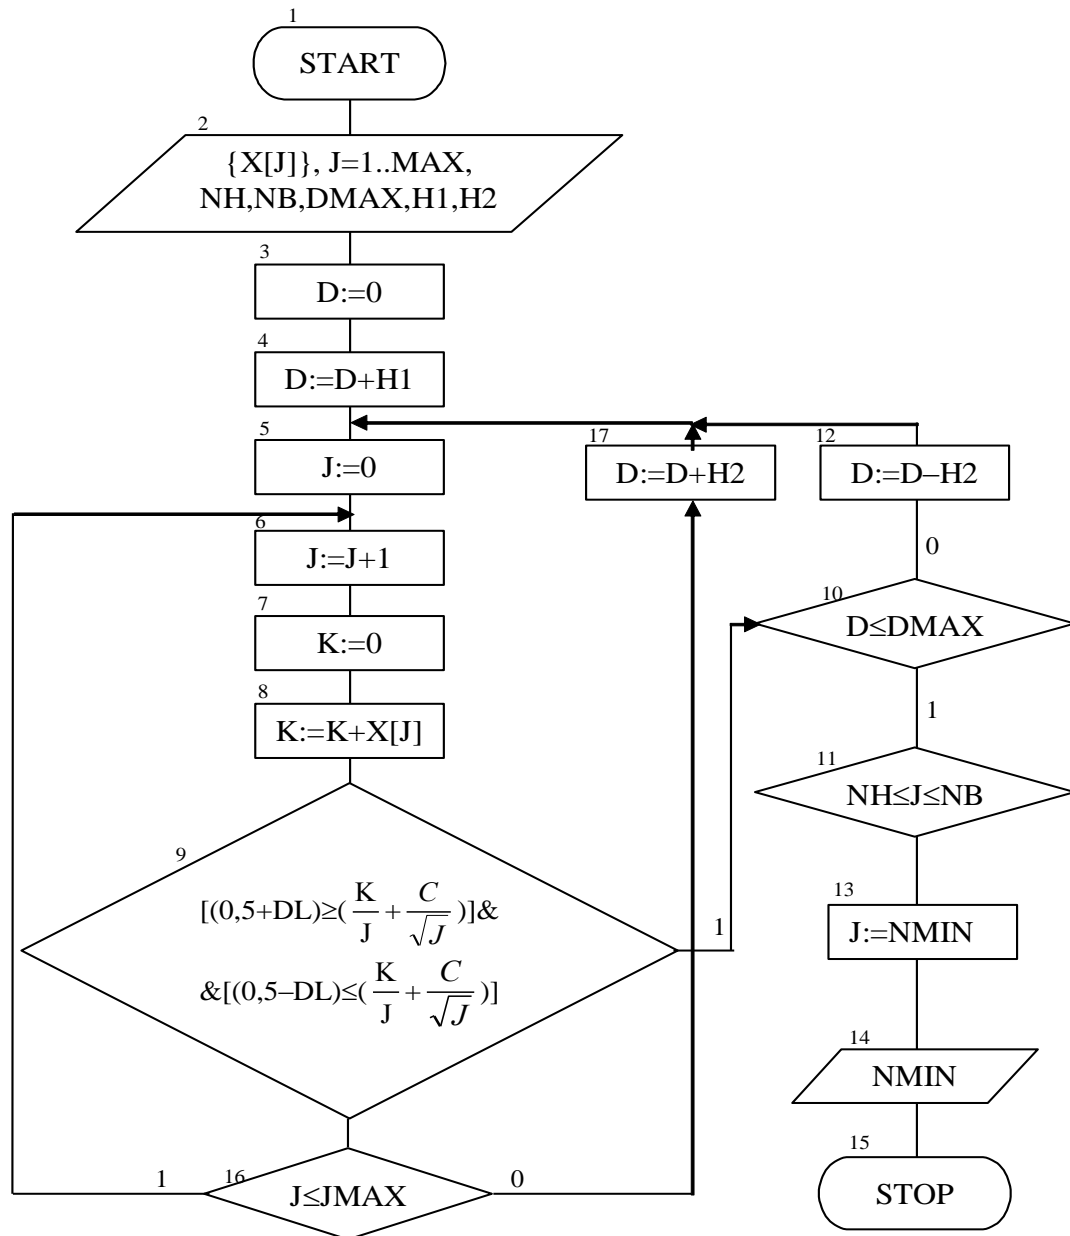 1
START
2
{X[J]}, J=1..MAX,
NH,NB,DMAX,H1,H2
3
D:=0
4
D:=D+H1
5
J:=0
6
J:=J+1
7
K:=0
8
K:=K+X[J]
9
[(0,5+DL)≥(K/J+C/√J)]&
&[(0,5–DL)≤(K/J+C/√J)]
1
16
J≤JMAX
1
0
17
D:=D+H2
12
D:=D–H2
0
10
D≤DMAX
1
11
NH≤J≤NB
13
J:=NMIN
14
NMIN
15
STOP